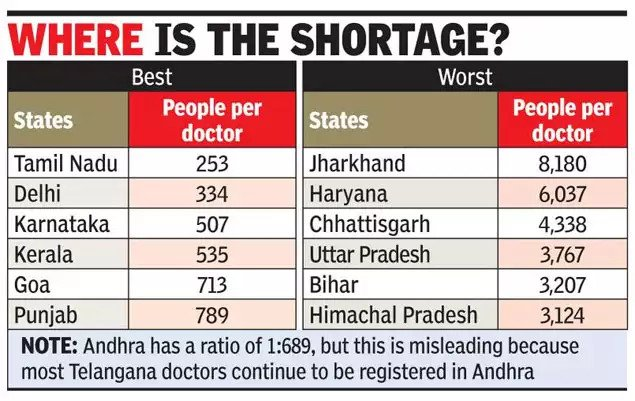 WHERE IS THE SHORTAGE?
Best Worst
States People per doctor States People per doctor
Tamil Nadu 253 Jharkhand 8,180
Delhi 334 Haryana 6,037
Karnataka 507 Chhattisgarh 4,338
Kerala 535 Uttar Pradesh 3,767
Goa 713 Bihar 3,207
Punjab 789 Himachal Pradesh 3,124
NOTE: Andhra has a ratio of 1:689, but this is misleading because
most Telangana doctors continue to be registered in Andhra